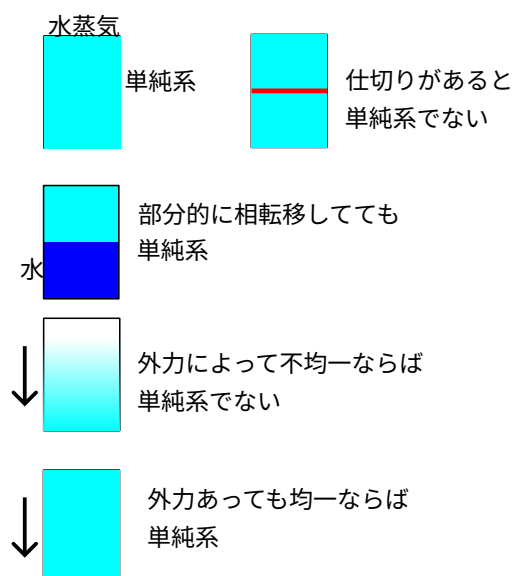 水蒸気
単純系
仕切りがあると
単純系でない
部分的に相転移してても
単純系
水
外力によって不均一ならば
単純系でない
外力あっても均一ならば
単純系